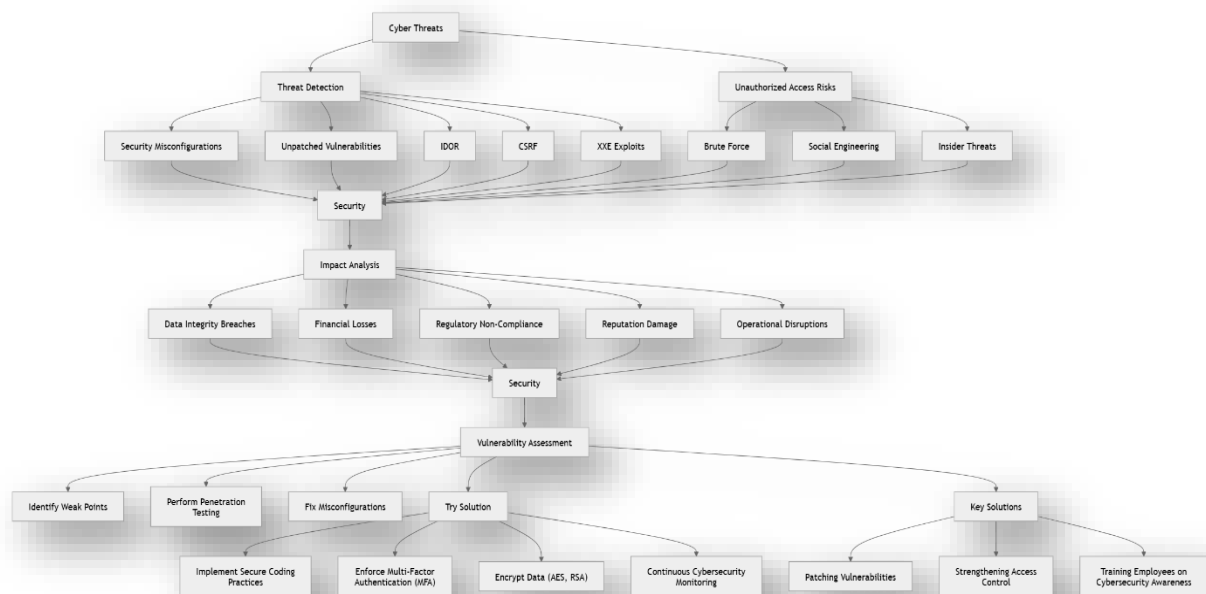 Cyber Threats
Threat Detection
Unauthorized Access Risks
Security Misconfigurations
Unpatched Vulnerabilities
IDOR
CSRF
XXE Exploits
Brute Force
Social Engineering
Insider Threats
Security
Impact Analysis
Data Integrity Breaches
Financial Losses
Regulatory Non-Compliance
Reputation Damage
Operational Disruptions
Security
Vulnerability Assessment
Identify Weak Points
Perform Penetration
Testing
Fix Misconfigurations
Try Solution
Key Solutions
Implement Secure Coding
Practices
Enforce Multi-Factor
Authentication (MFA)
Encrypt Data (AES, RSA)
Continuous Cybersecurity
Monitoring
Patching Vulnerabilities
Strengthening Access
Control
Training Employees on
Cybersecurity Awareness